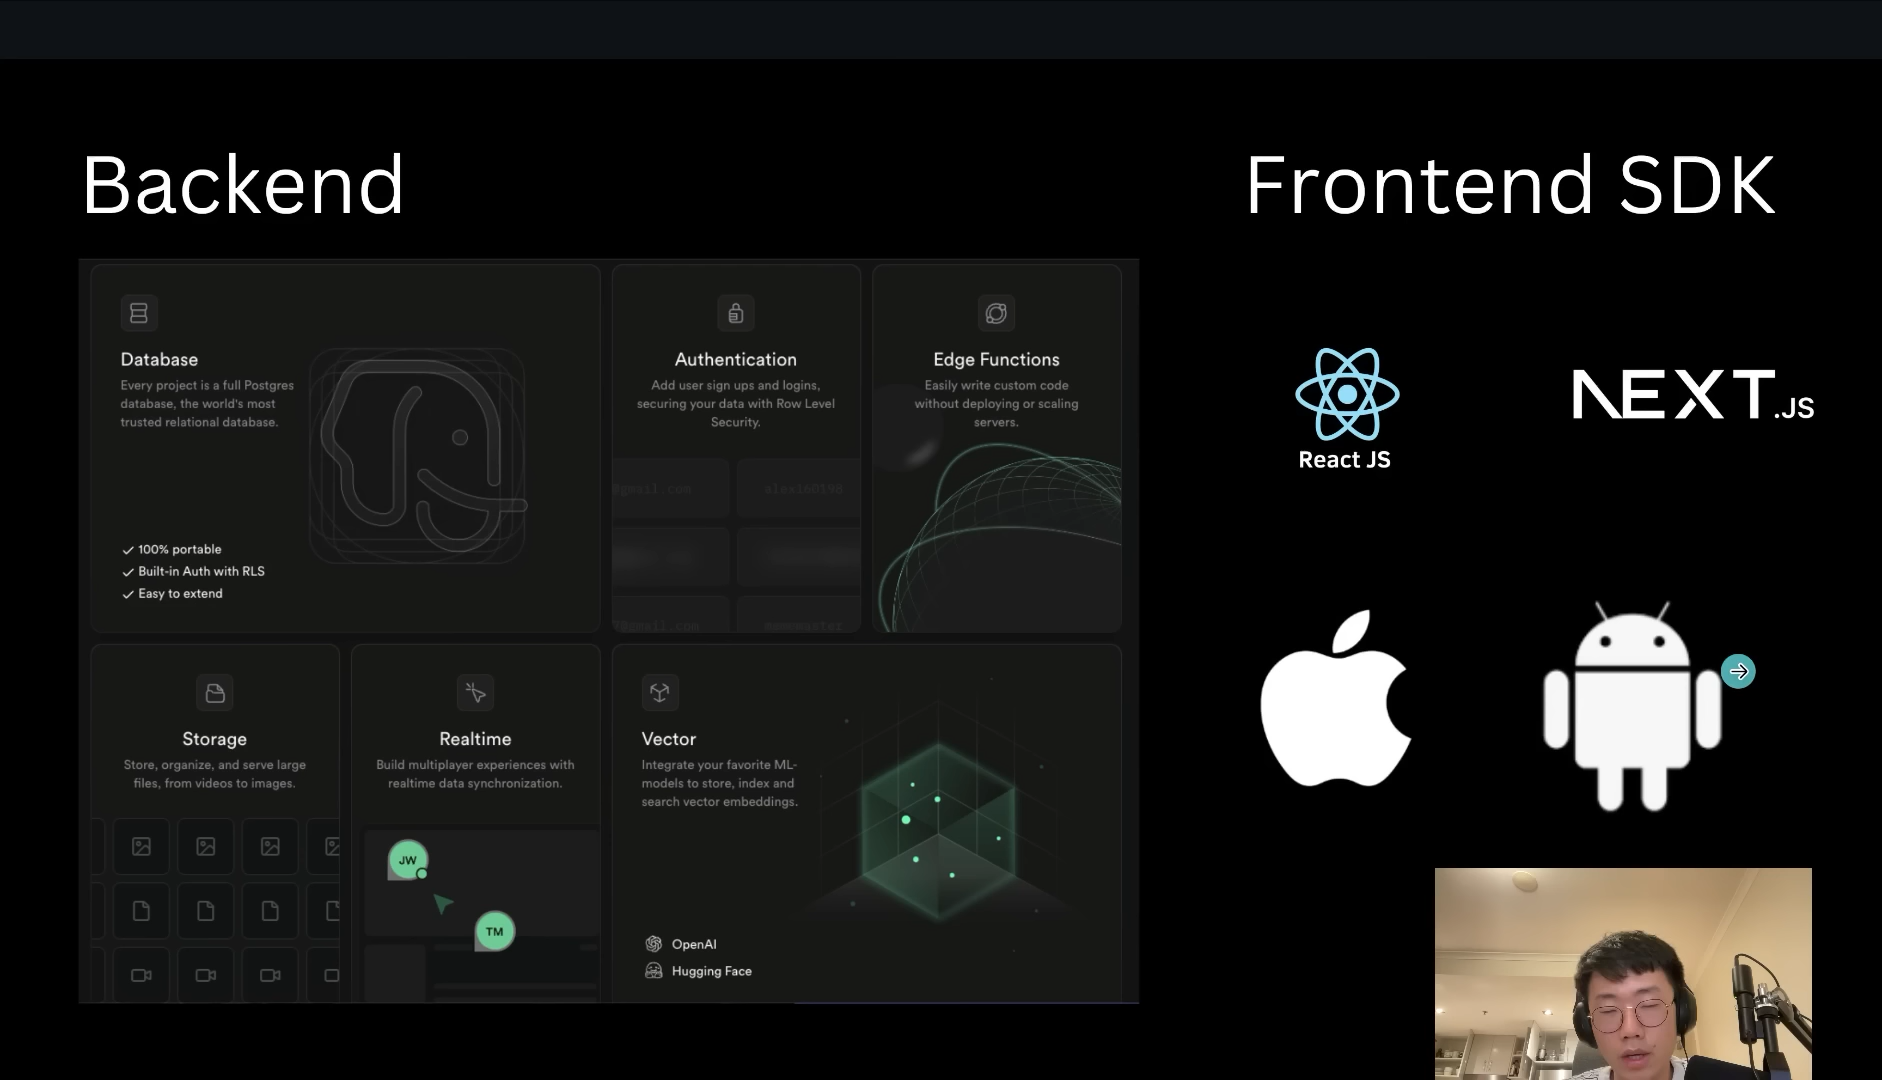 Backend
Frontend SDK
Database
Every project is a full Postgres
database, the world's most
trusted relational database.
100% portable
Built-in Auth with RLS
Easy to extend
Authentication
Add user sign ups and logins,
securing your data with Row Level
Security.
Edge Functions
Easily write custom code
without deploying or scaling
servers.
Storage
Store, organize, and serve large
files, from videos to images.
Realtime
Build multiplayer experiences with
realtime data synchronization.
JW
TM
Vector
Integrate your favorite ML-
models to store, index and
search vector embeddings.
OpenAI
Hugging Face
React JS
NEXT.JS